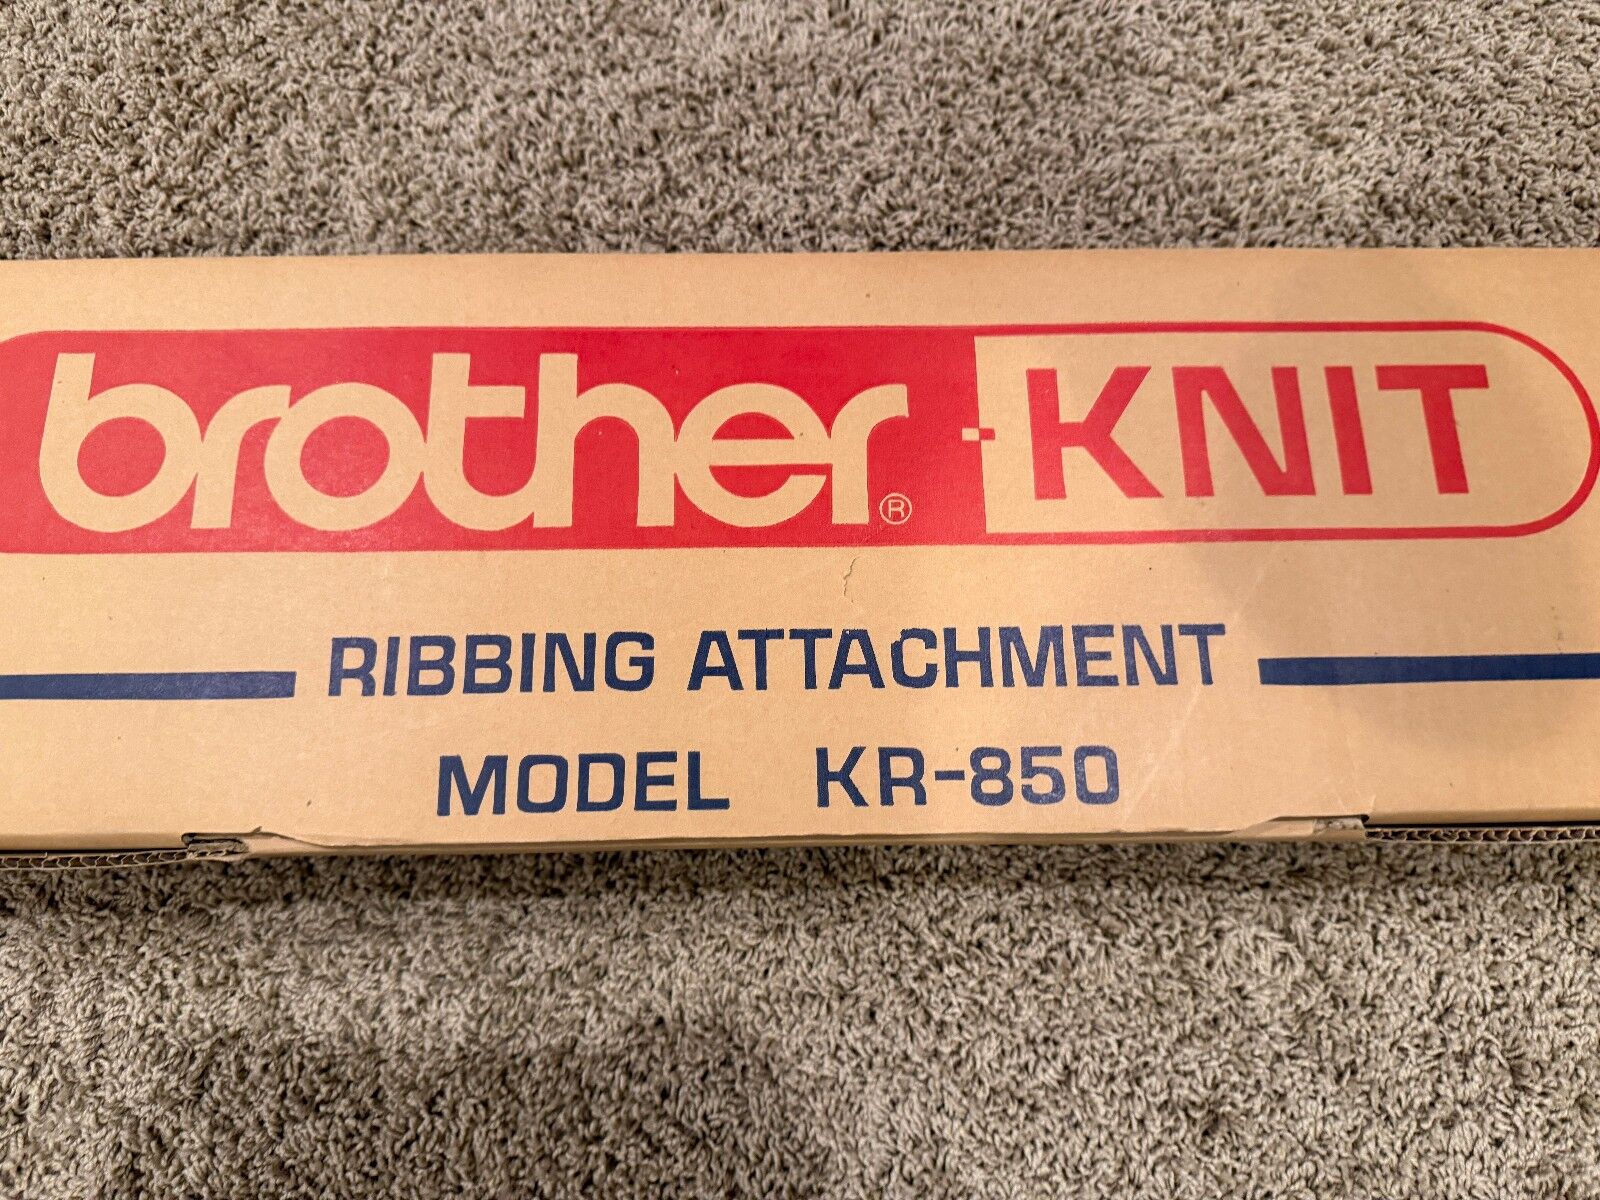 brother® KNIT
RIBBING ATTACHMENT
MODEL KR-850